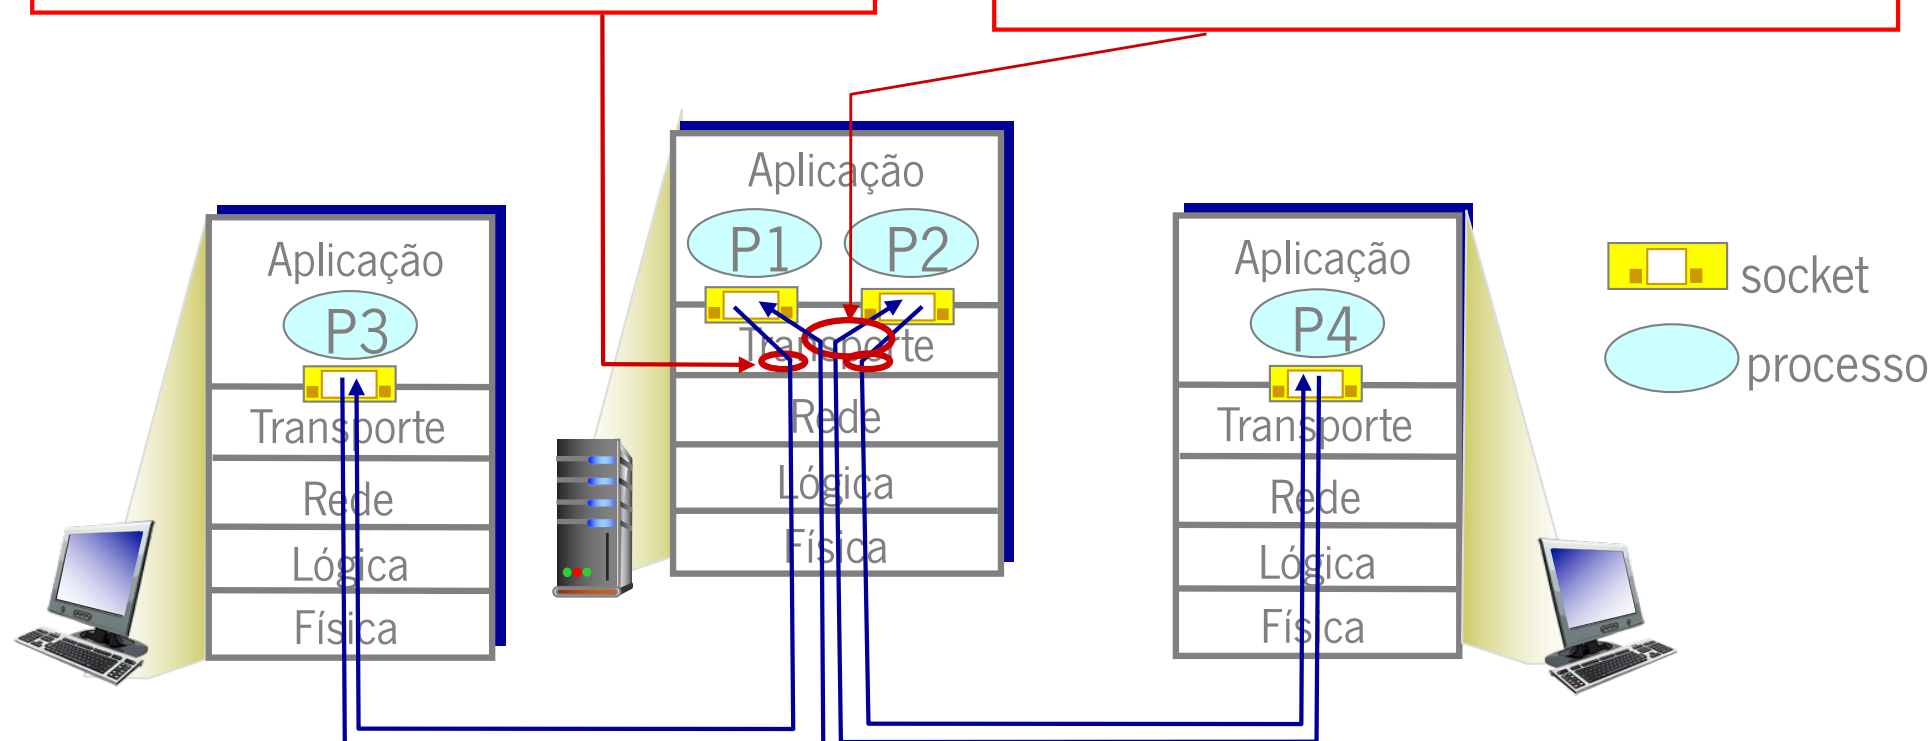 Aplicação
P1 P2
Transporte
Rede
Lógica
Física
Aplicação
P3
Transporte
Rede
Lógica
Física
Aplicação
P4
Transporte
Rede
Lógica
Física
socket
processo